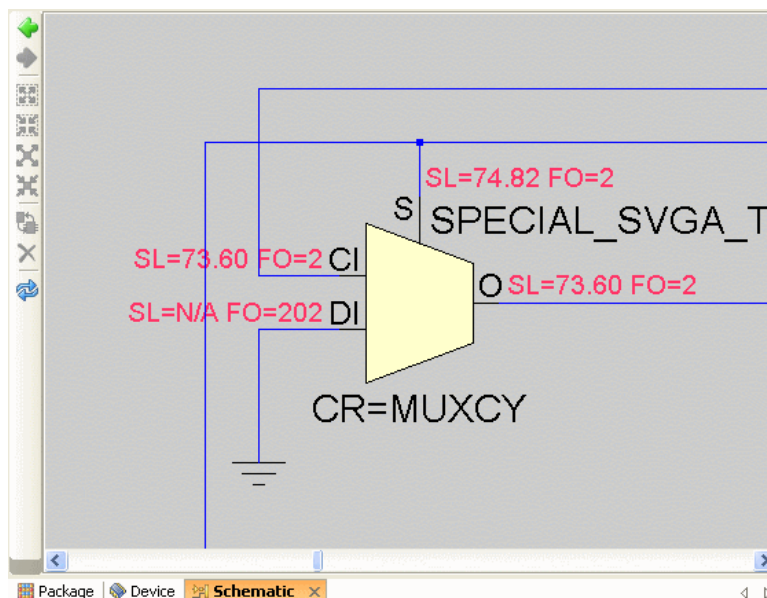 SL=74.82 FO=2
S
SPECIAL_SVGA_T
SL=73.60 FO=2 CI
O SL=73.60 FO=2
SL=N/A FO=202 DI
CR=MUXCY
Package
Device
Schematic